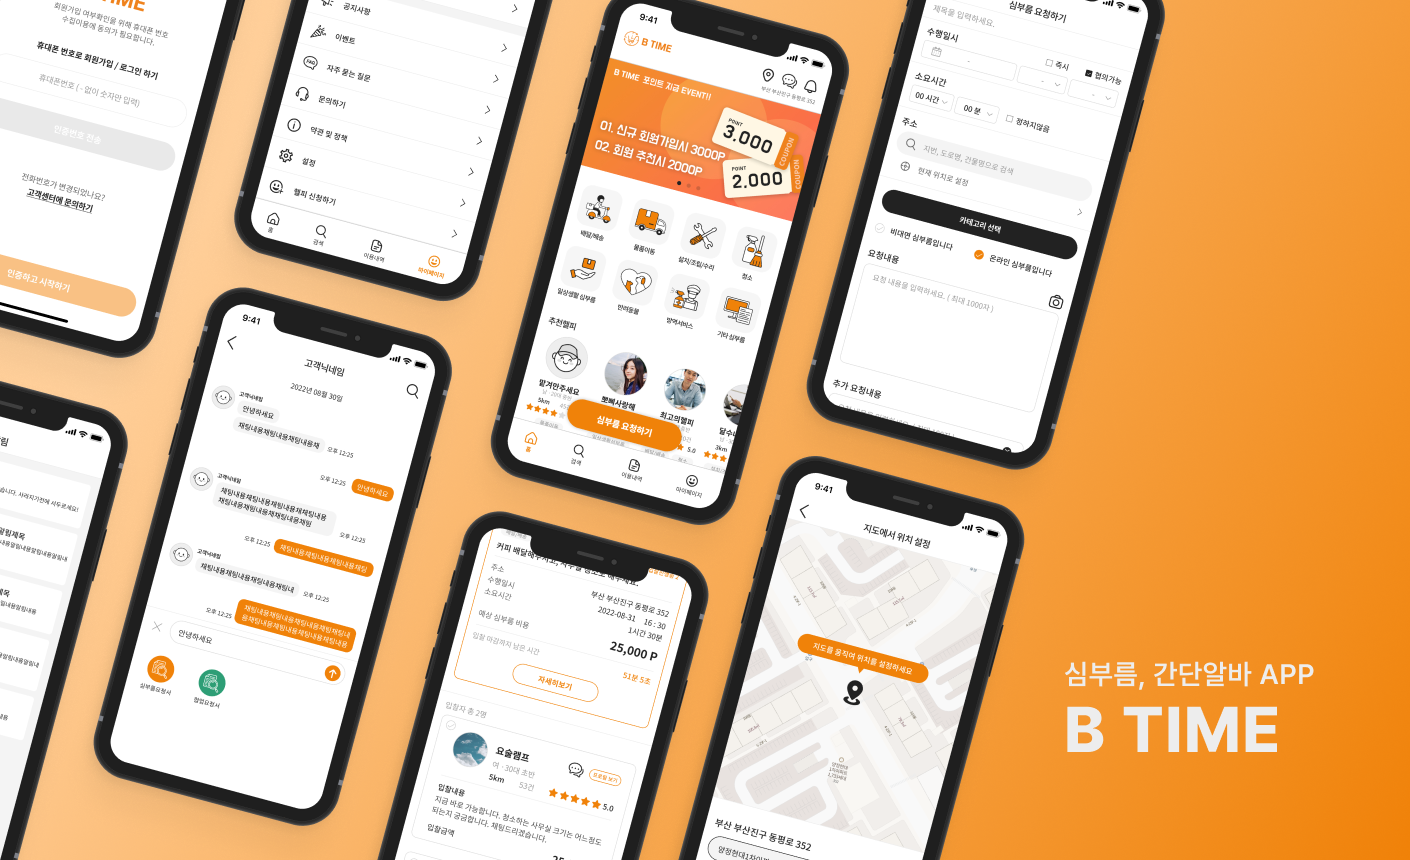 TIME
회원가입 여부확인을 위해 휴대폰 번호
수집이용에 동의가 필요합니다.
휴대폰 번호로 회원가입 / 로그인 하기
휴대폰번호 ( - 없이 숫자만 입력)
인증번호 전송
전화번호가 변경되었나요?
고객센터에 문의하기
인증하고 시작하기
공지사항
이벤트
FAQ
자주 묻는 질문
문의하기
약관 및 정책
설정
헬피 신청하기
홈
검색
이용내역
마이페이지
9:41
B TIME
부산 부산진구 동평로 352
B TIME 포인트 지급 EVENT!!
01. 신규 회원가입시 3000P
02. 회원 추천시 2000P
POINT
3,000
COUPON
POINT
2,000
COUPON
배달/배송
물품이동
설치/조립/수리
청소
일상생활 심부름
반려동물
방역서비스
기타 심부름
추천헬피
맡겨만주세요
뽀삐사랑해
최고의헬피
달수
5km
5.0
3km
심부름 요청하기
홈
검색
이용내역
마이페이지
심부름 요청하기
제목을 입력하세요.
수행일시
즉시
협의가능
-
-
-
소요시간
00 시간
00 분
정하지않음
주소
지번, 도로명, 건물명으로 검색
현재 위치로 설정
카테고리 선택
비대면 심부름입니다
온라인 심부름입니다
요청내용
요청 내용을 입력하세요. ( 최대 1000자 )
추가 요청내용
9:41
고객닉네임
2022년 08월 30일
고객닉네임
안녕하세요
채팅내용채팅내용채팅내용채
오후 12:25
오후 12:25
안녕하세요
고객닉네임
채팅내용채팅내용채팅내용채팅내용
채팅내용채팅내용채팅내용채팅
오후 12:25
오후 12:25
채팅내용채팅내용채팅내용채팅
고객닉네임
채팅내용채팅내용채팅내용채팅내
오후 12:25
오후 12:25
채팅내용채팅내용채팅내용채팅내
용채팅내용채팅내용채팅내용채팅내용
안녕하세요
심부름요청서
협업요청서
주소
부산 부산진구 동평로 352
수행일시
2022-08-31 16 : 30
소요시간
1시간 30분
예상 심부름 비용
25,000 P
입찰 마감까지 남은 시간
51분 5초
자세히보기
입찰자 총 2명
요술램프
여 · 30대 초반
5km
53건
프로필 보기
5.0
입찰내용
지금 바로 가능합니다. 청소하는 사무실 크기는 어느정도
되는지 궁금합니다. 채팅드리겠습니다.
입찰금액
9:41
지도에서 위치 설정
지도를 움직여 위치를 설정하세요
부산 부산진구 동평로 352
심부름, 간단알바 APP
B TIME